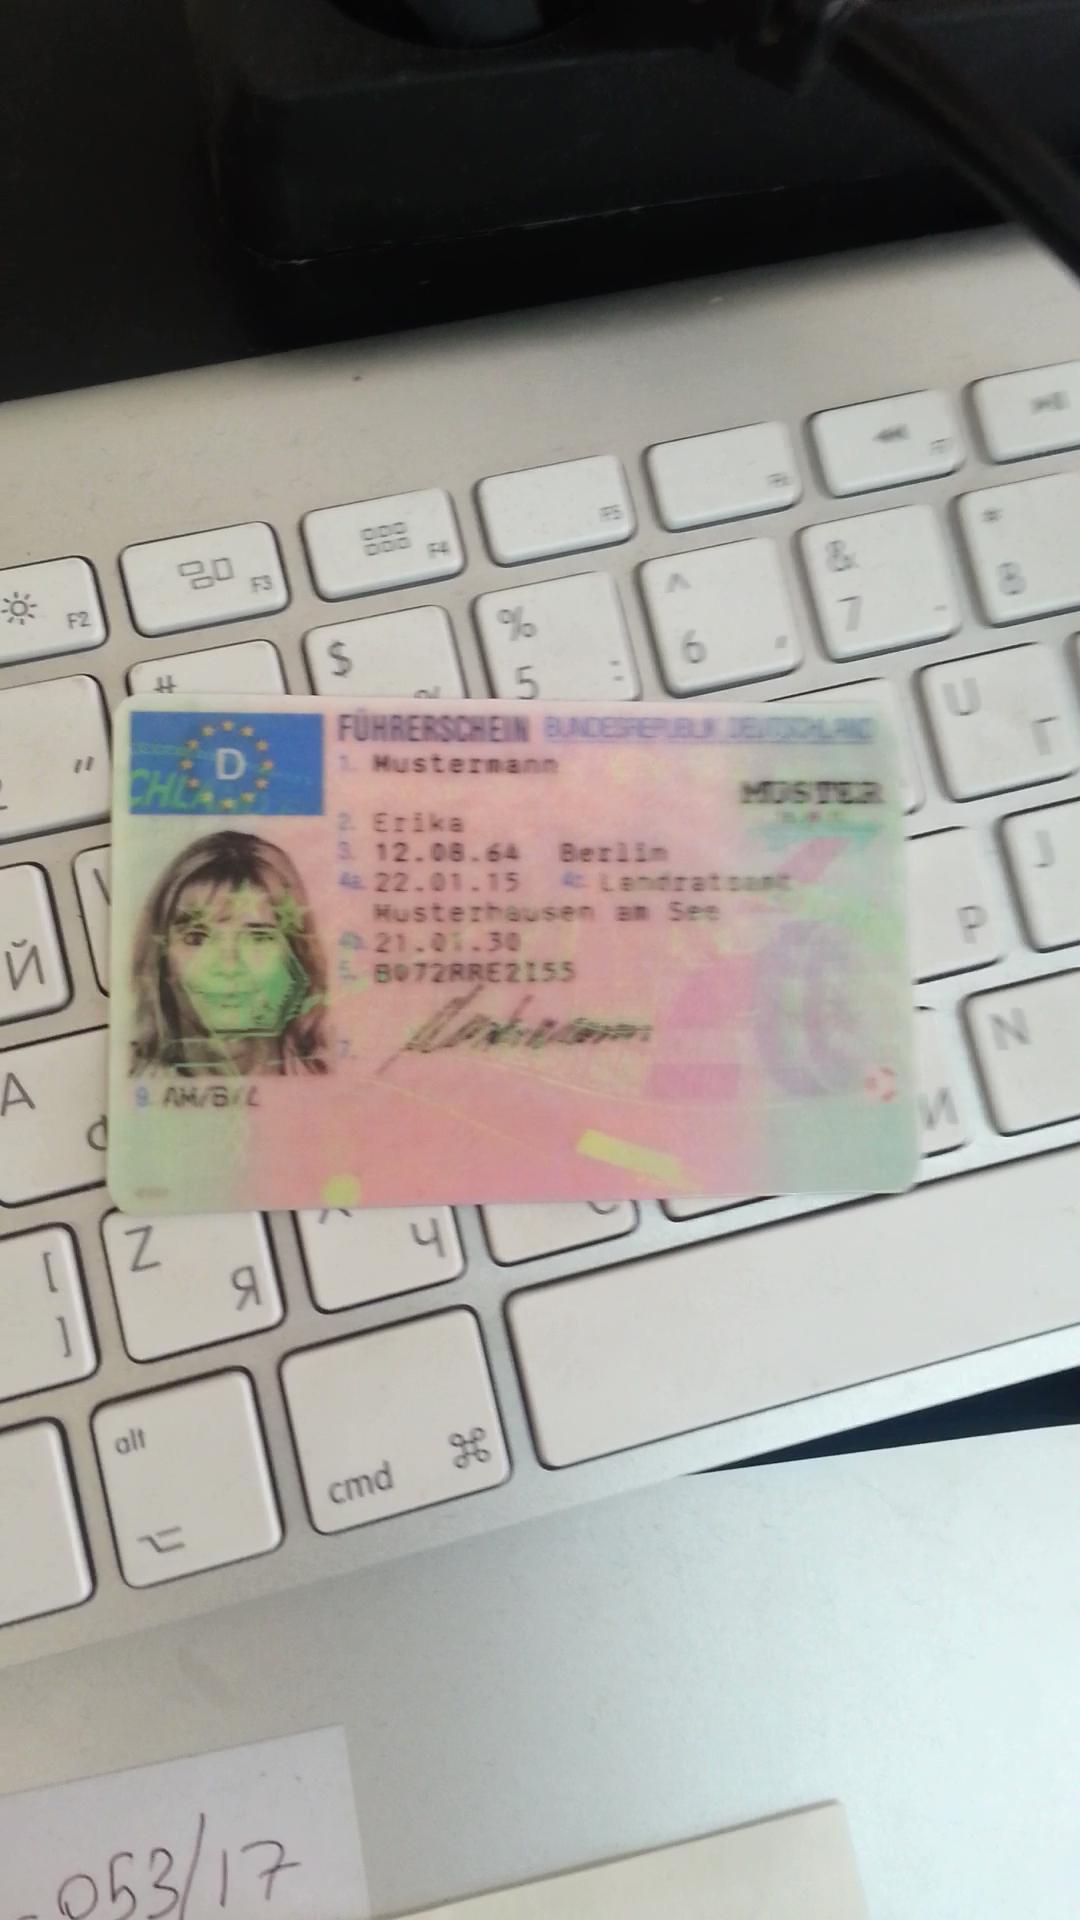 F2
F3
F4
F5
F6
F7
#
$
%
5
^
6
&
7
*
8
"
U
Г
J
Р
Й
N
И
А
FÜHRERSCHEIN BUNDESREPUBLIK DEUTSCHLAND
D
CHLA
1. Mustermann
MUSTER
2. Erika
3. 12.08.64 Berlin
4a. 22.01.15 4c. Landratsamt
Musterhausen am See
4b. 21.01.30
5. B072RRE2I55
7.
9. AM/B/L
Z
Я
Ч
[
]
alt
cmd
053/17